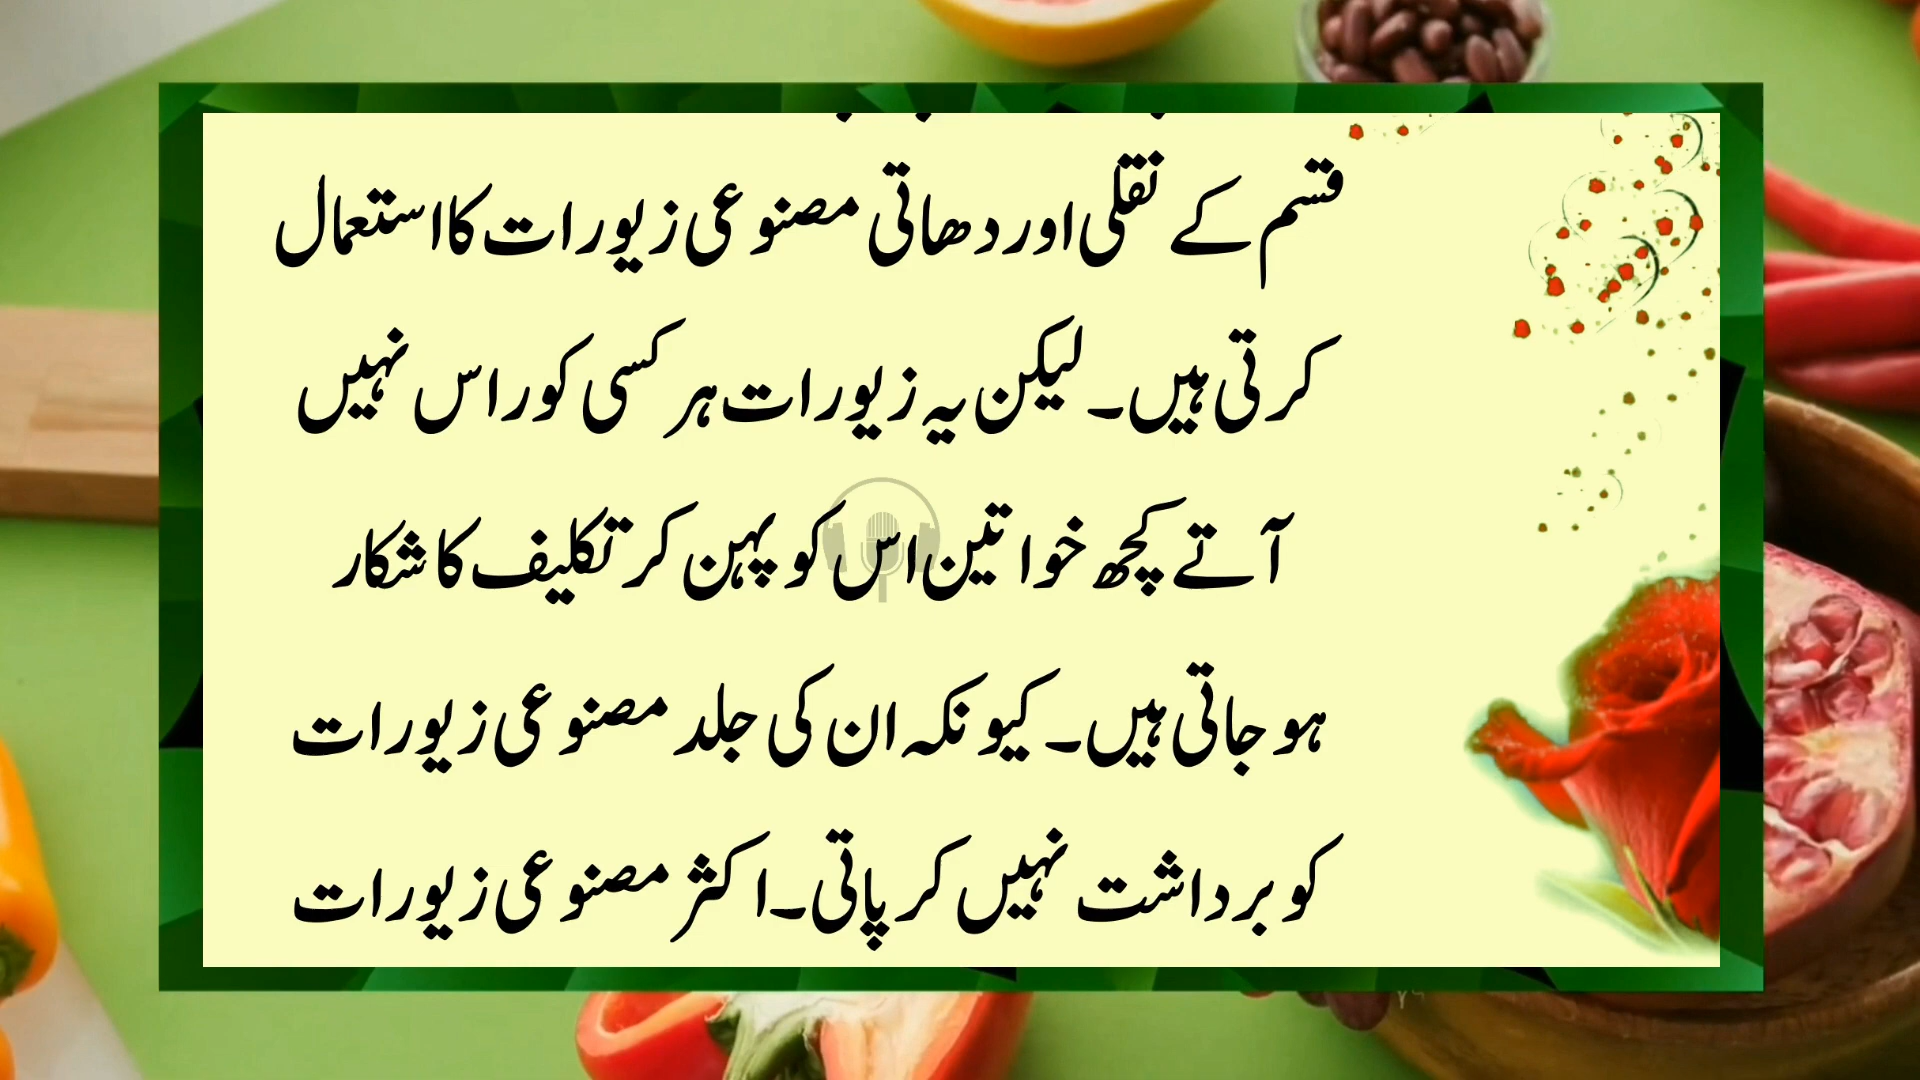 قسم کے نقلی اور دھاتی مصنوعی زیورات کا استعمال
کرتی ہیں۔ لیکن یہ زیورات ہر کسی کو راس نہیں
آتے کچھ خواتین اس کو پہن کر تکلیف کا شکار
ہو جاتی ہیں۔ کیونکہ ان کی جلد مصنوعی زیورات
کو برداشت نہیں کر پاتی۔ اکثر مصنوعی زیورات